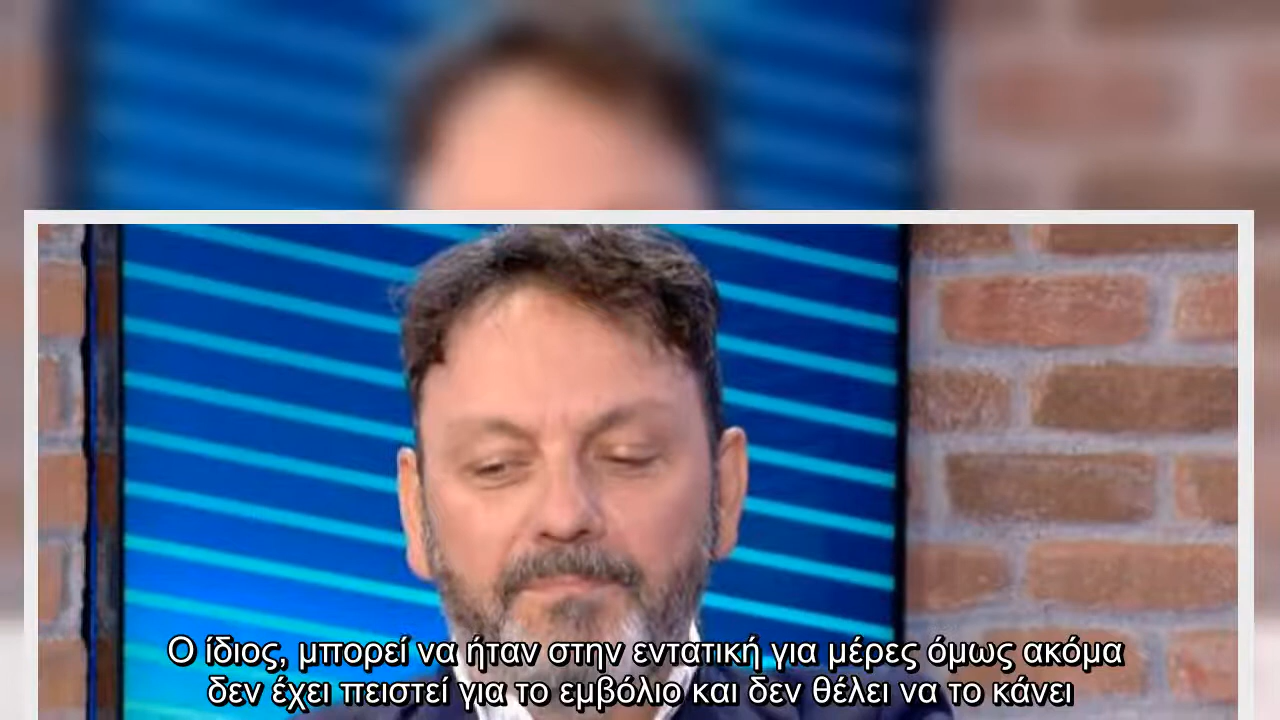 Ο ίδιος, μπορεί να ήταν στην εντατική για μέρες όμως ακόμα
δεν έχει πειστεί για το εμβόλιο και δεν θέλει να το κάνει